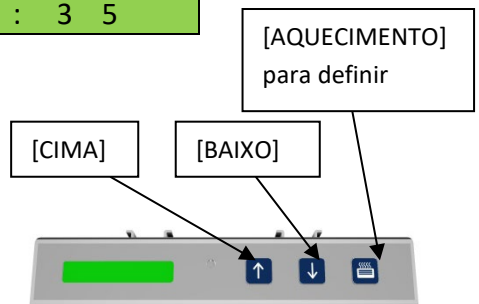 : 3 5
[AQUECIMENTO]
para definir
[CIMA]
[BAIXO]